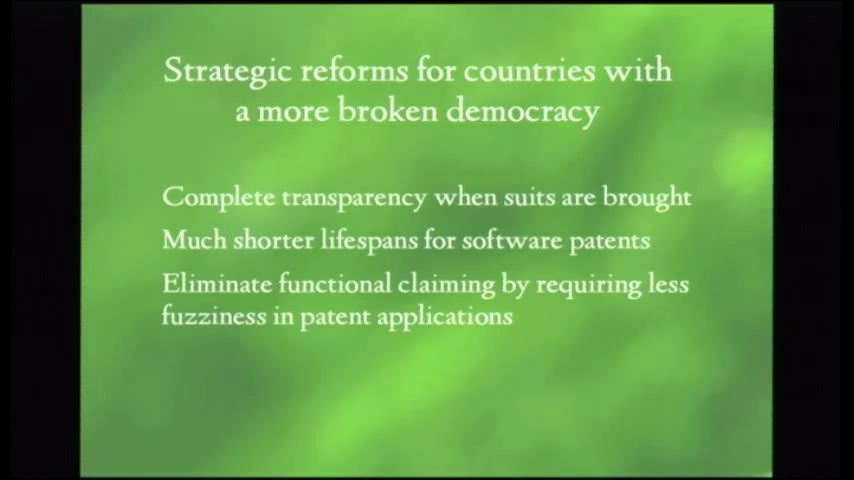 Strategic reforms for countries with
a more broken democracy
Complete transparency when suits are brought
Much shorter lifespans for software patents
Eliminate functional claiming by requiring less
fuzziness in patent applications